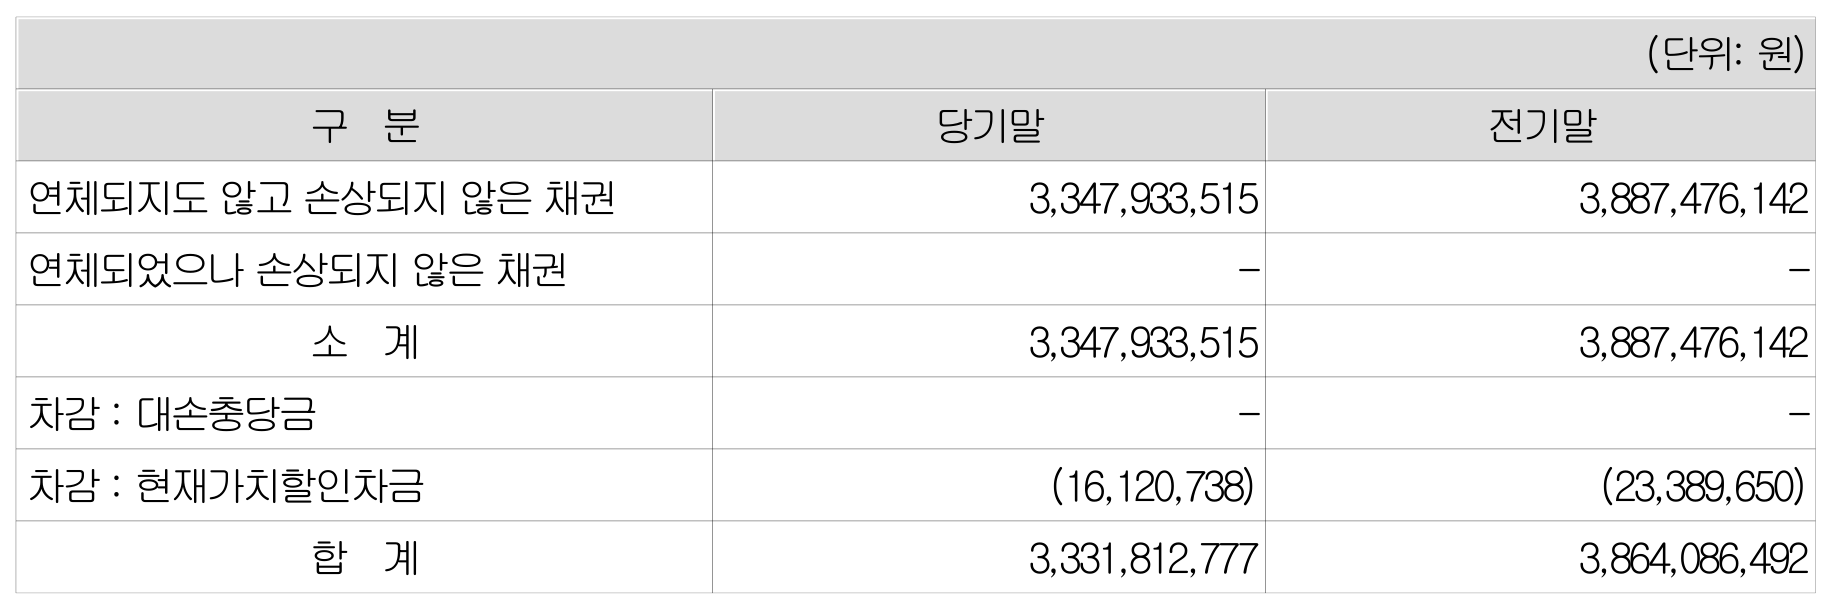 (단위: 원)
구 분 당기말 전기말
연체되지도 않고 손상되지 않은 채권 3,347,933,515 3,887,476,142
연체되었으나 손상되지 않은 채권 - -
소 계 3,347,933,515 3,887,476,142
차감 : 대손충당금 - -
차감 : 현재가치할인차금 (16,120,738) (23,389,650)
합 계 3,331,812,777 3,864,086,492